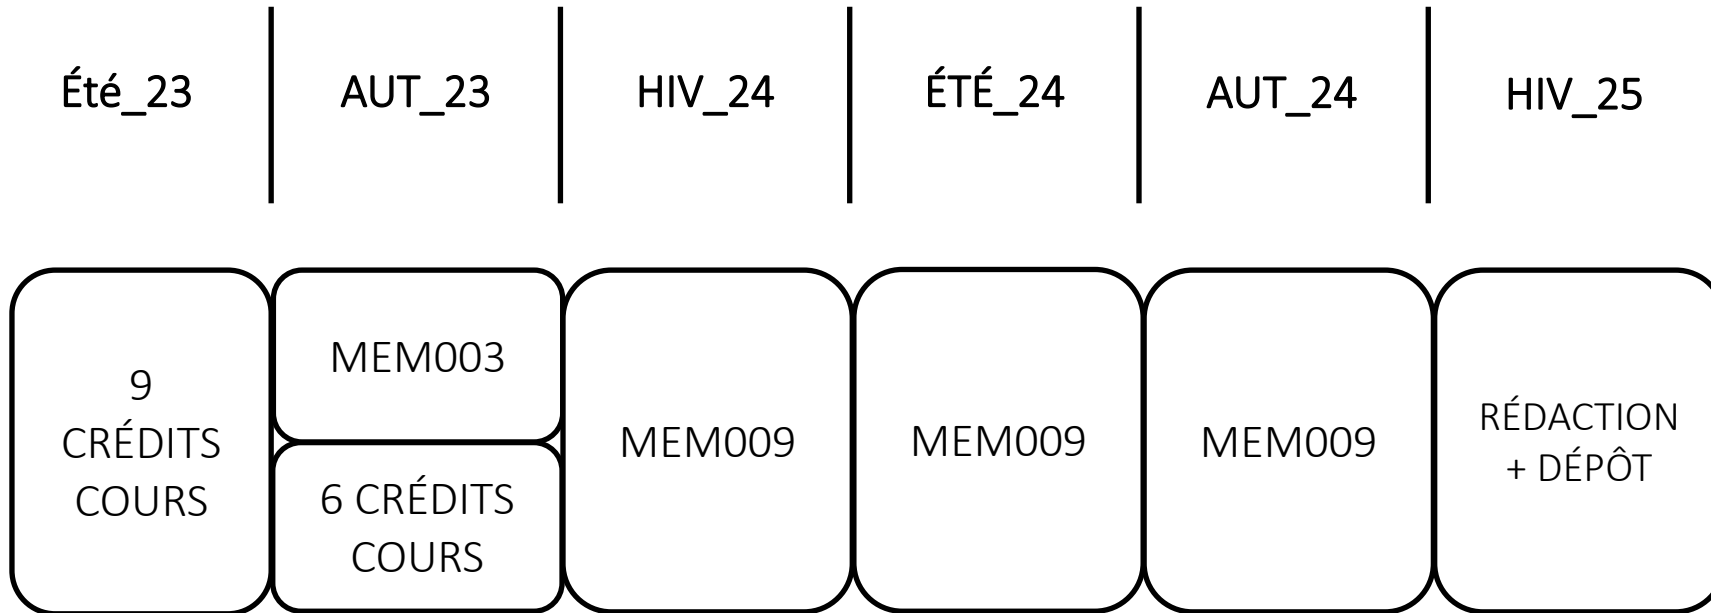 Été_23
AUT_23
HIV_24
ÉTÉ_24
AUT_24
HIV_25
9
CRÉDITS
COURS
MEM003
6 CRÉDITS
COURS
MEM009
MEM009
MEM009
RÉDACTION
+ DÉPÔT